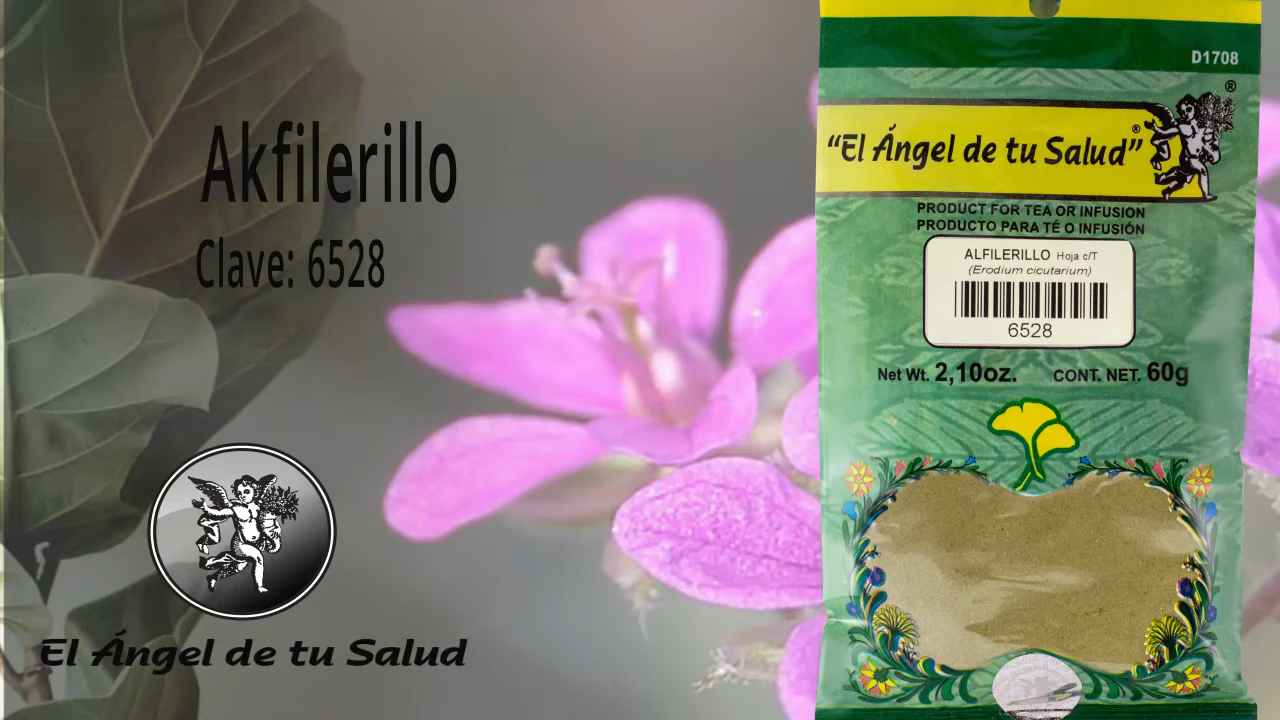 Akfilerillo
Clave: 6528
El Ángel de tu Salud
D1708
®
“El Ángel de tu Salud”®
PRODUCT FOR TEA OR INFUSION
PRODUCTO PARA TÉ O INFUSIÓN
ALFILERILLO Hoja c/T
(Erodium cicutarium)
6528
Net Wt. 2,10oz. CONT. NET. 60g